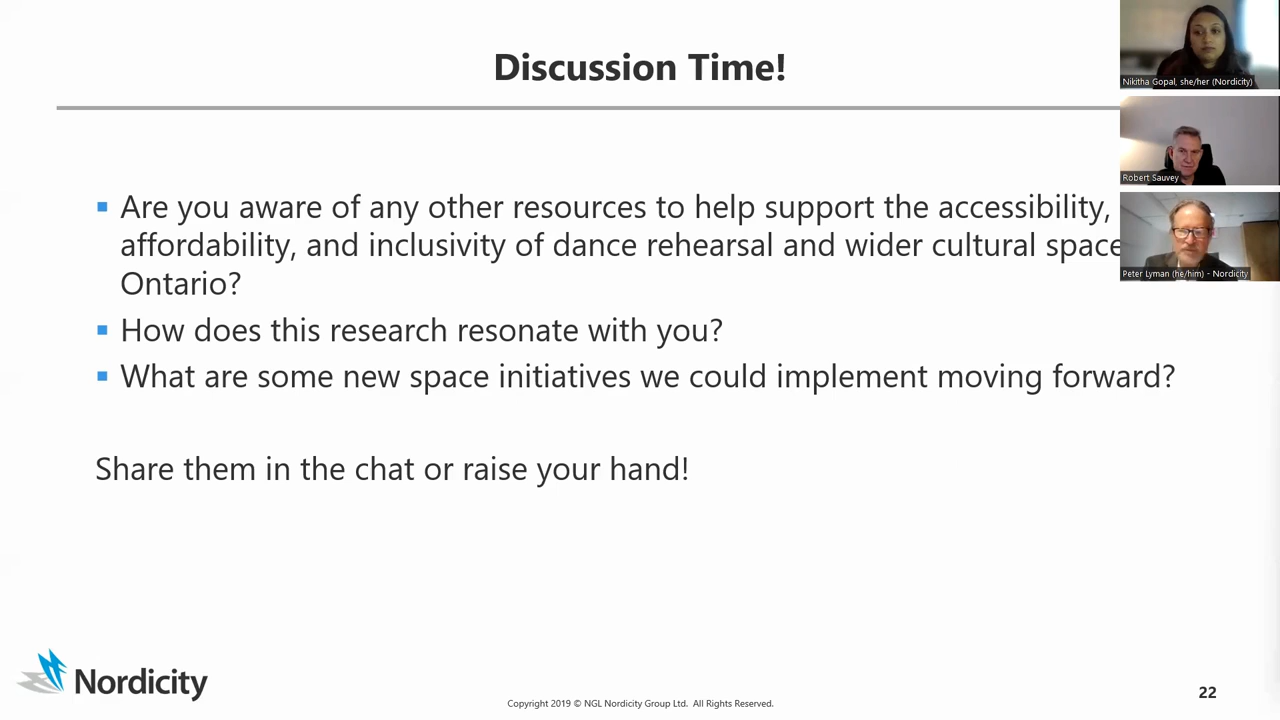 Discussion Time!
Are you aware of any other resources to help support the accessibility,
affordability, and inclusivity of dance rehearsal and wider cultural space
Ontario?
How does this research resonate with you?
What are some new space initiatives we could implement moving forward?
Share them in the chat or raise your hand!
Nikitha Gopal, she/her (Nordicity)
Robert Sauvey
Peter Lyman (he/him) - Nordicity
Nordicity
Copyright 2019 © NGL Nordicity Group Ltd. All Rights Reserved.
22